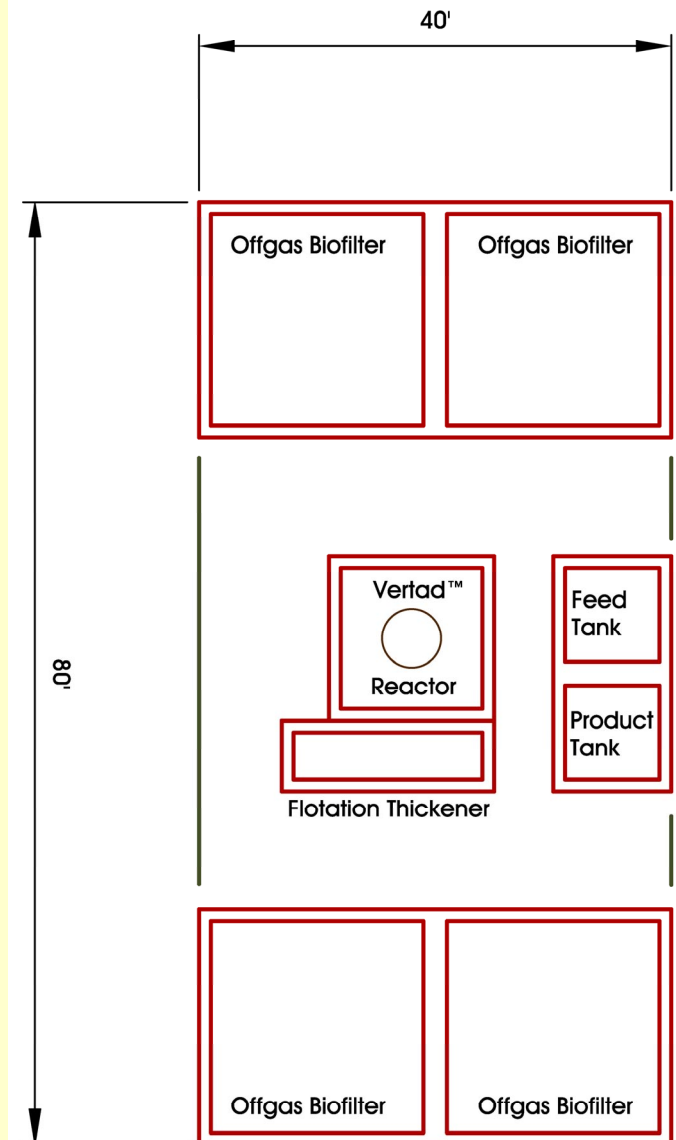 40'
Offgas Biofilter
Offgas Biofilter
Vertad™
Reactor
Feed
Tank
80'
Product
Tank
Flotation Thickener
Offgas Biofilter
Offgas Biofilter